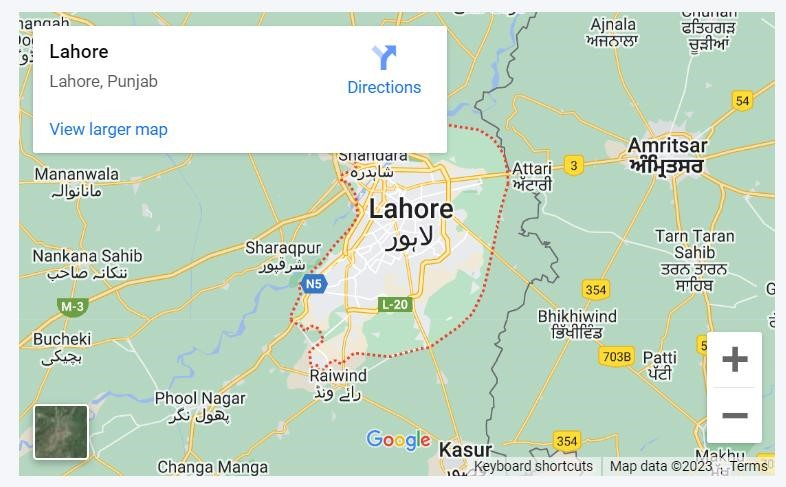 Lahore
Lahore, Punjab
Directions
View larger map
Ajnala
ਅਜਨਾਲਾ
ਫਤਿਹਗੜ
ਚੂੜੀਆਂ
54
Amritsar
ਅੰਮ੍ਰਿਤਸਰ
Shahdara
شاہدرہ
Attari
ਅੱਟਾਰੀ
3
Mananwala
مانانوالہ
Lahore
لاہور
Sharaqpur
شرقپور
Nankana Sahib
ننکانہ صاحب
Tarn Taran
Sahib
ਤਰਨ ਤਾਰਨ
ਸਾਹਿਬ
N5
354
M-3
L-20
Bhikhiwind
ਭਿੱਖੀਵਿੰਡ
Bucheki
بچیکی
703B
Patti
ਪੱਟੀ
Raiwind
رائے ونڈ
Phool Nagar
پھول نگر
Google
354
Kasur
قصور
Makhu
Changa Manga
Keyboard shortcuts
Map data ©2023
Terms